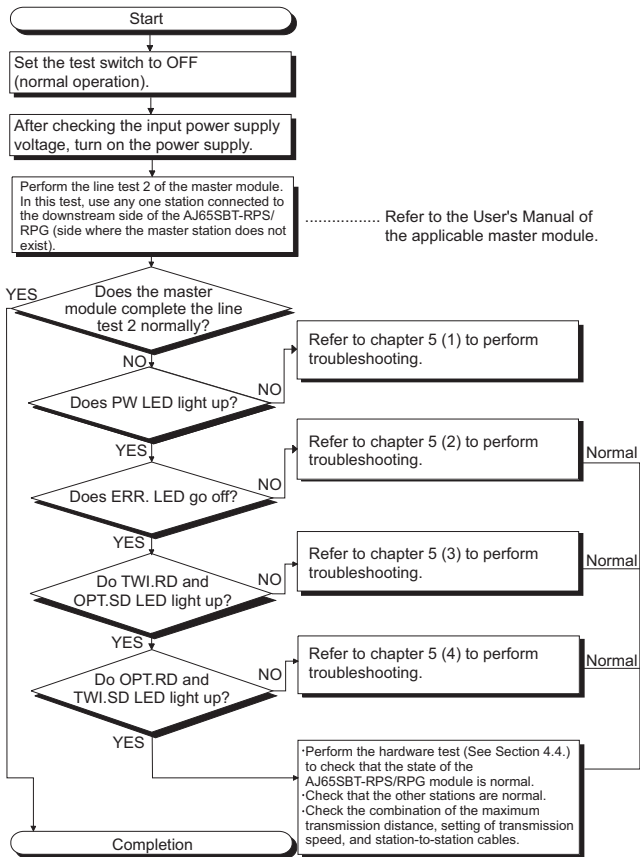 Start
Set the test switch to OFF
(normal operation).
After checking the input power supply
voltage, turn on the power supply.
Perform the line test 2 of the master module.
In this test, use any one station connected to
the downstream side of the AJ65SBT-RPS/
RPG (side where the master station does not
exist).
................. Refer to the User's Manual of
the applicable master module.
YES
Does the master
module complete the line
test 2 normally?
NO
Refer to chapter 5 (1) to perform
troubleshooting.
Does PW LED light up?
NO
YES
Refer to chapter 5 (2) to perform
troubleshooting.
Normal
Does ERR. LED go off?
NO
YES
Refer to chapter 5 (3) to perform
troubleshooting.
Normal
Do TWI.RD and
OPT.SD LED light up?
NO
YES
Refer to chapter 5 (4) to perform
troubleshooting.
Normal
Do OPT.RD and
TWI.SD LED light up?
NO
YES
·Perform the hardware test (See Section 4.4.)
to check that the state of the
AJ65SBT-RPS/RPG module is normal.
·Check that the other stations are normal.
·Check the combination of the maximum
transmission distance, setting of transmission
speed, and station-to-station cables.
Completion